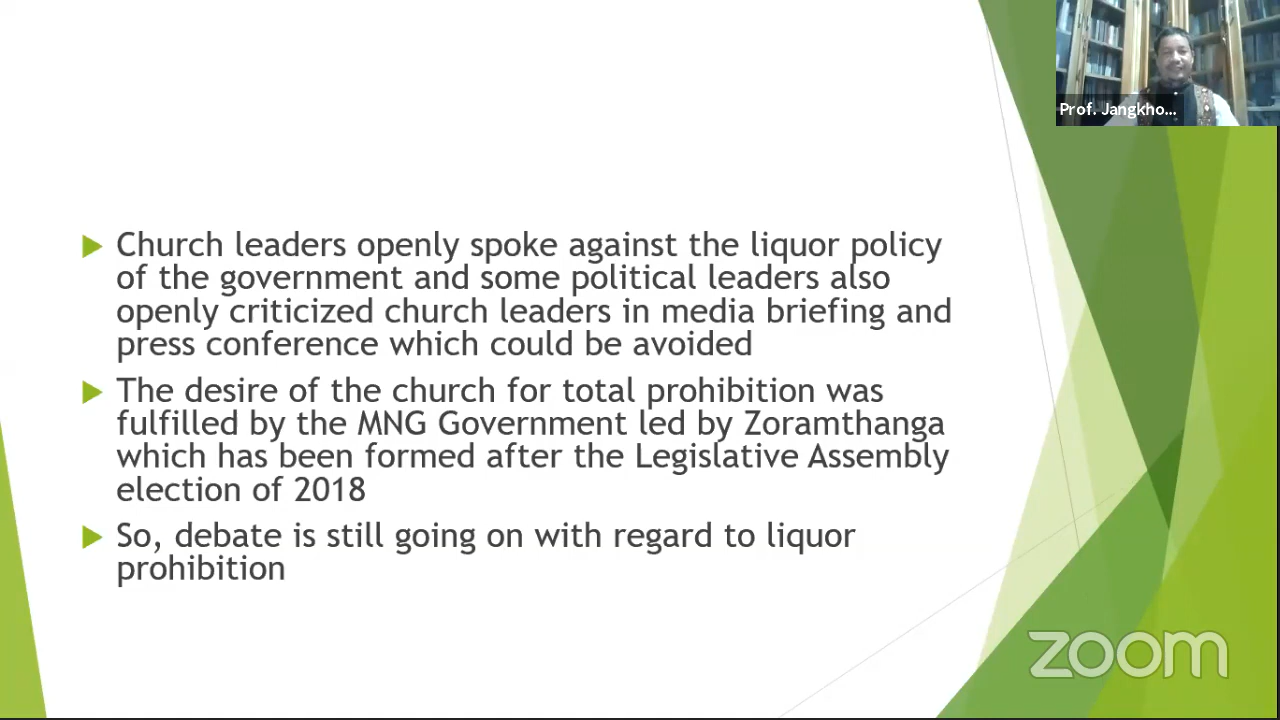 Prof. Jangkho...
Church leaders openly spoke against the liquor policy
of the government and some political leaders also
openly criticized church leaders in media briefing and
press conference which could be avoided
The desire of the church for total prohibition was
fulfilled by the MNG Government led by Zoramthanga
which has been formed after the Legislative Assembly
election of 2018
So, debate is still going on with regard to liquor
prohibition
zoom